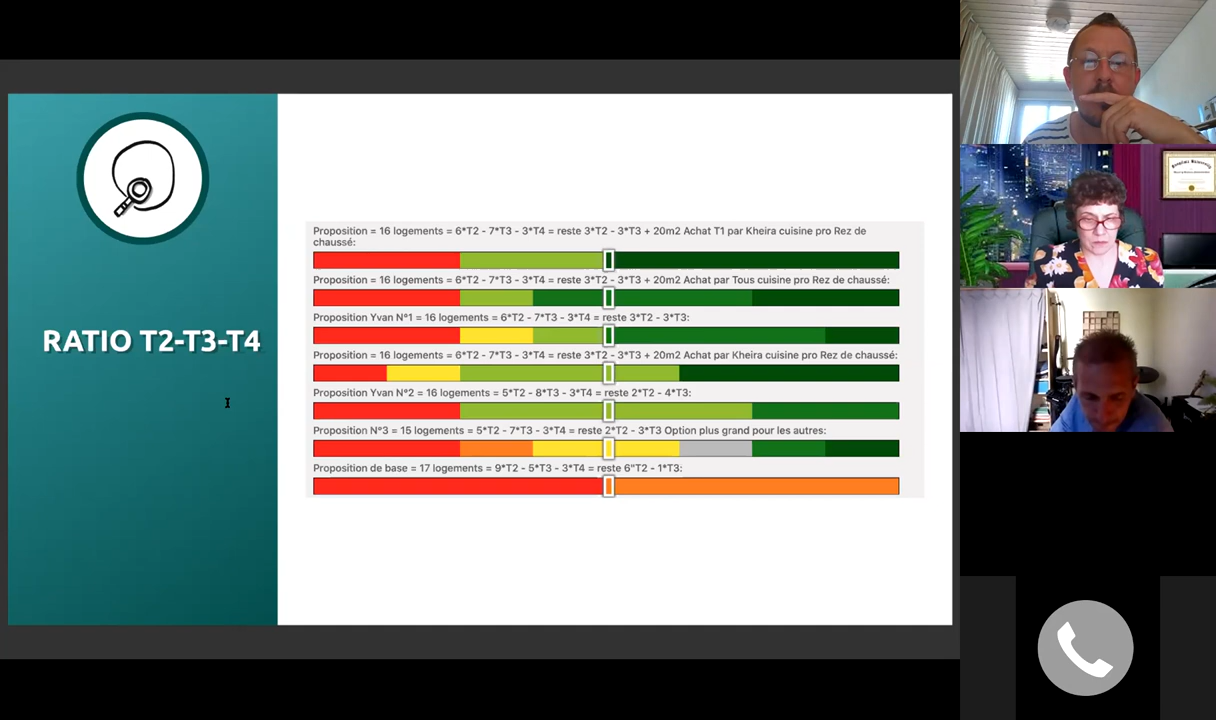 RATIO T2-T3-T4
Proposition = 16 logements = 6*T2 - 7*T3 - 3*T4 = reste 3*T2 - 3*T3 + 20m2 Achat T1 par Kheira cuisine pro Rez de
chaussé:
Proposition = 16 logements = 6*T2 - 7*T3 - 3*T4 = reste 3*T2 - 3*T3 + 20m2 Achat par Tous cuisine pro Rez de chaussé:
Proposition Yvan N°1 = 16 logements = 6*T2 - 7*T3 - 3*T4 = reste 3*T2 - 3*T3:
Proposition = 16 logements = 6*T2 - 7*T3 - 3*T4 = reste 3*T2 - 3*T3 + 20m2 Achat par Kheira cuisine pro Rez de chaussé:
Proposition Yvan N°2 = 16 logements = 5*T2 - 8*T3 - 3*T4 = reste 2*T2 - 4*T3:
Proposition N°3 = 15 logements = 5*T2 - 7*T3 - 3*T4 = reste 2*T2 - 3*T3 Option plus grand pour les autres:
Proposition de base = 17 logements = 9*T2 - 5*T3 - 3*T4 = reste 6"T2 - 1*T3: